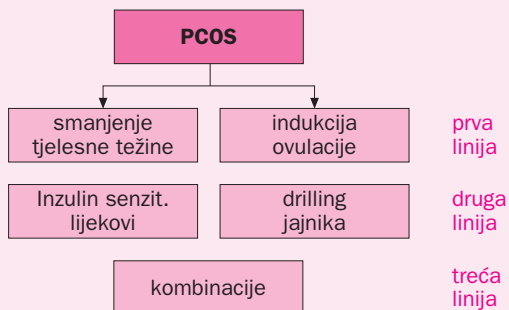 PCOS
smanjenje
tjelesne težine
indukcija
ovulacije
prva
linija
Inzulin senzit.
lijekovi
drilling
jajnika
druga
linija
kombinacije
treća
linija